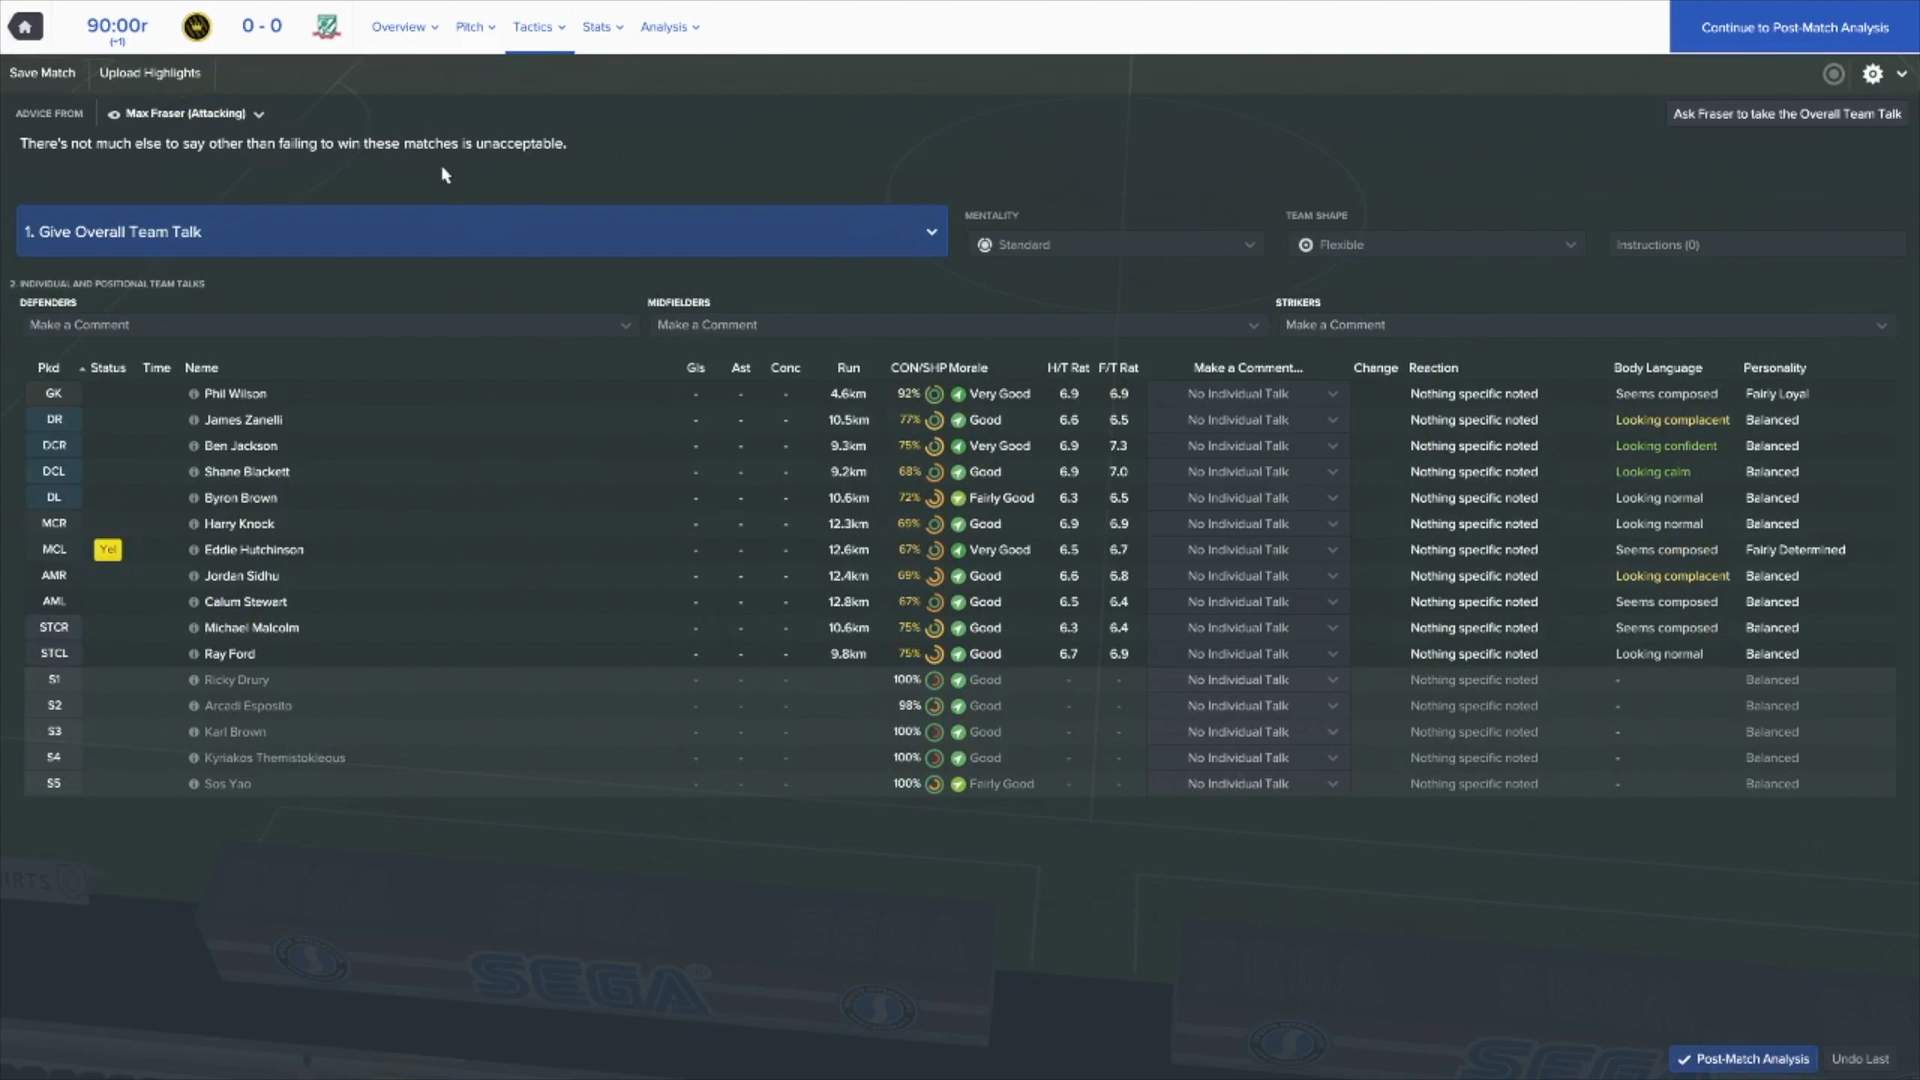 90:00r
(+1)
0 - 0
Overview
Pitch
Tactics
Stats
Analysis
Continue to Post-Match Analysis
Save Match
Upload Highlights
ADVICE FROM
Max Fraser (Attacking)
Ask Fraser to take the Overall Team Talk
There's not much else to say other than failing to win these matches is unacceptable.
1. Give Overall Team Talk
MENTALITY
Standard
TEAM SHAPE
Flexible
Instructions (0)
2. INDIVIDUAL AND POSITIONAL TEAM TALKS
DEFENDERS
MIDFIELDERS
STRIKERS
Make a Comment
Make a Comment
Make a Comment
Pkd Status Time Name Gls Ast Conc Run CON/SHP Morale H/T Rat F/T Rat Make a Comment... Change Reaction Body Language Personality
GK Phil Wilson - - - 4.6km 92% Very Good 6.9 6.9 No Individual Talk Nothing specific noted Seems composed Fairly Loyal
DR James Zanelli - - - 10.5km 77% Good 6.6 6.5 No Individual Talk Nothing specific noted Looking complacent Balanced
DCR Ben Jackson - - - 9.3km 75% Very Good 6.9 7.3 No Individual Talk Nothing specific noted Looking confident Balanced
DCL Shane Blackett - - - 9.2km 68% Good 6.9 7.0 No Individual Talk Nothing specific noted Looking calm Balanced
DL Byron Brown - - - 10.6km 72% Fairly Good 6.3 6.5 No Individual Talk Nothing specific noted Looking normal Balanced
MCR Harry Knock - - - 12.3km 69% Good 6.9 6.9 No Individual Talk Nothing specific noted Looking normal Balanced
MCL Yel Eddie Hutchinson - - - 12.6km 67% Very Good 6.5 6.7 No Individual Talk Nothing specific noted Seems composed Fairly Determined
AMR Jordan Sidhu - - - 12.4km 69% Good 6.6 6.8 No Individual Talk Nothing specific noted Looking complacent Balanced
AML Calum Stewart - - - 12.8km 67% Good 6.5 6.4 No Individual Talk Nothing specific noted Seems composed Balanced
STCR Michael Malcolm - - - 10.6km 75% Good 6.3 6.4 No Individual Talk Nothing specific noted Seems composed Balanced
STCL Ray Ford - - - 9.8km 75% Good 6.7 6.9 No Individual Talk Nothing specific noted Looking normal Balanced
S1 Ricky Drury - - - 100% Good - - No Individual Talk Nothing specific noted - Balanced
S2 Arcadi Esposito - - - 98% Good - - No Individual Talk Nothing specific noted - Balanced
S3 Karl Brown - - - 100% Good - - No Individual Talk Nothing specific noted - Balanced
S4 Kyriakos Themistokleous - - - 100% Good - - No Individual Talk Nothing specific noted - Balanced
S5 Sos Yao - - - 100% Fairly Good - - No Individual Talk Nothing specific noted - Balanced
SEGA
Post-Match Analysis
Undo Last